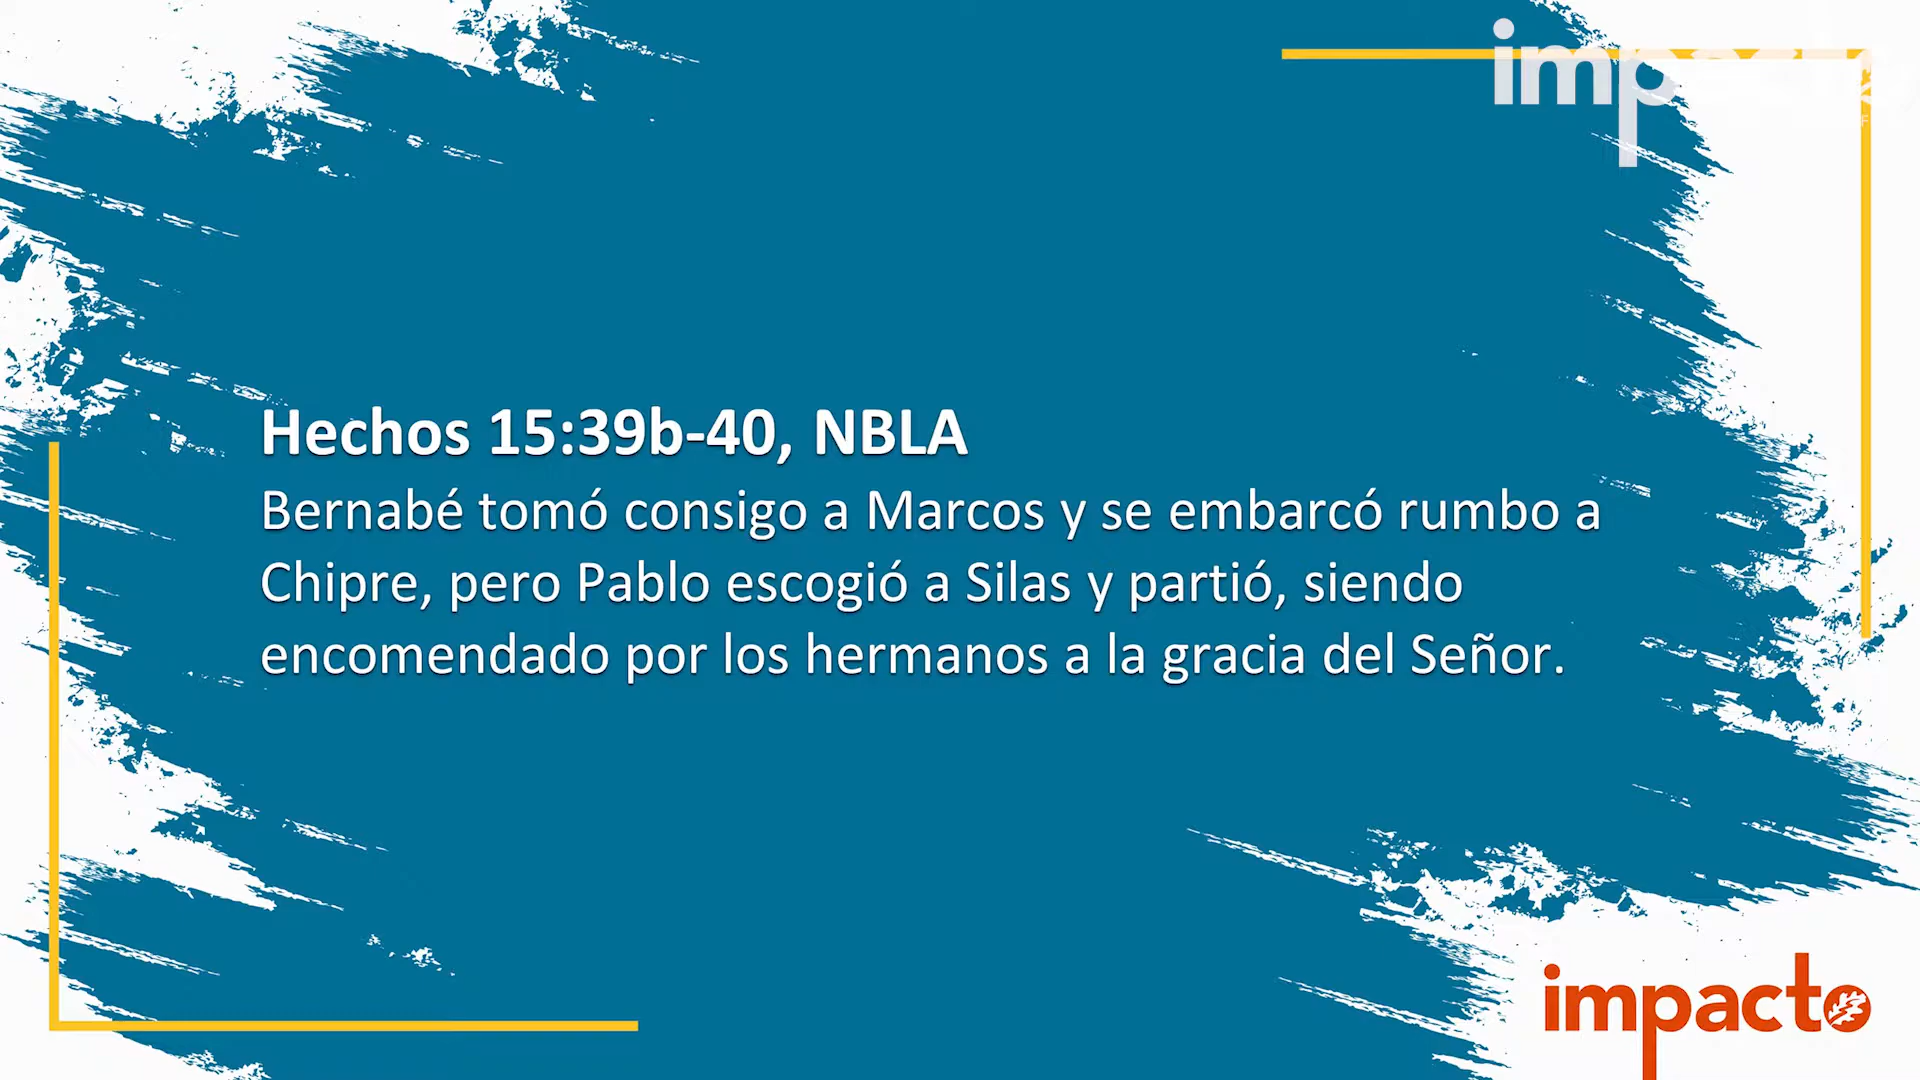 Hechos 15:39b-40, NBLA
Bernabé tomó consigo a Marcos y se embarcó rumbo a
Chipre, pero Pablo escogió a Silas y partió, siendo
encomendado por los hermanos a la gracia del Señor.
impacto